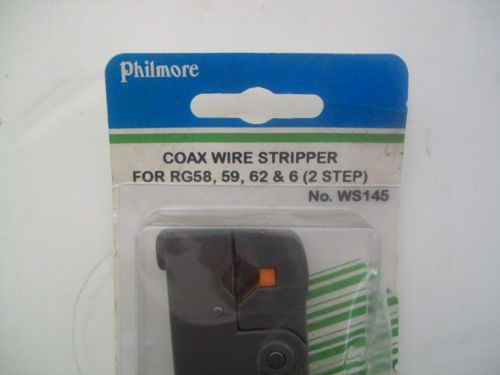 Philmore
COAX WIRE STRIPPER
FOR RG58, 59, 62 & 6 (2 STEP)
No. WS145